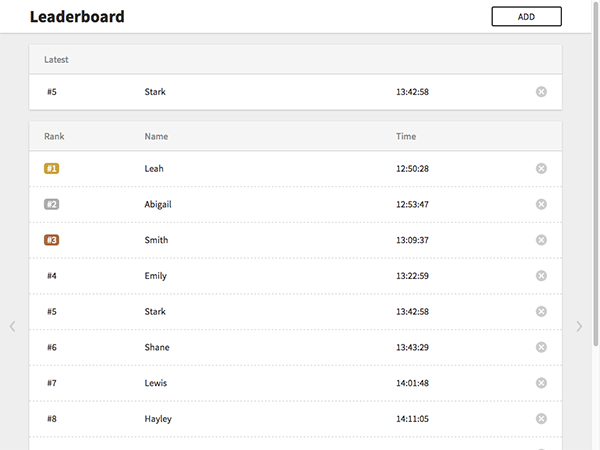 Leaderboard ADD
Latest
#5 Stark 13:42:58
Rank Name Time
#1 Leah 12:50:28
#2 Abigail 12:53:47
#3 Smith 13:09:37
#4 Emily 13:22:59
#5 Stark 13:42:58
#6 Shane 13:43:29
#7 Lewis 14:01:48
#8 Hayley 14:11:05